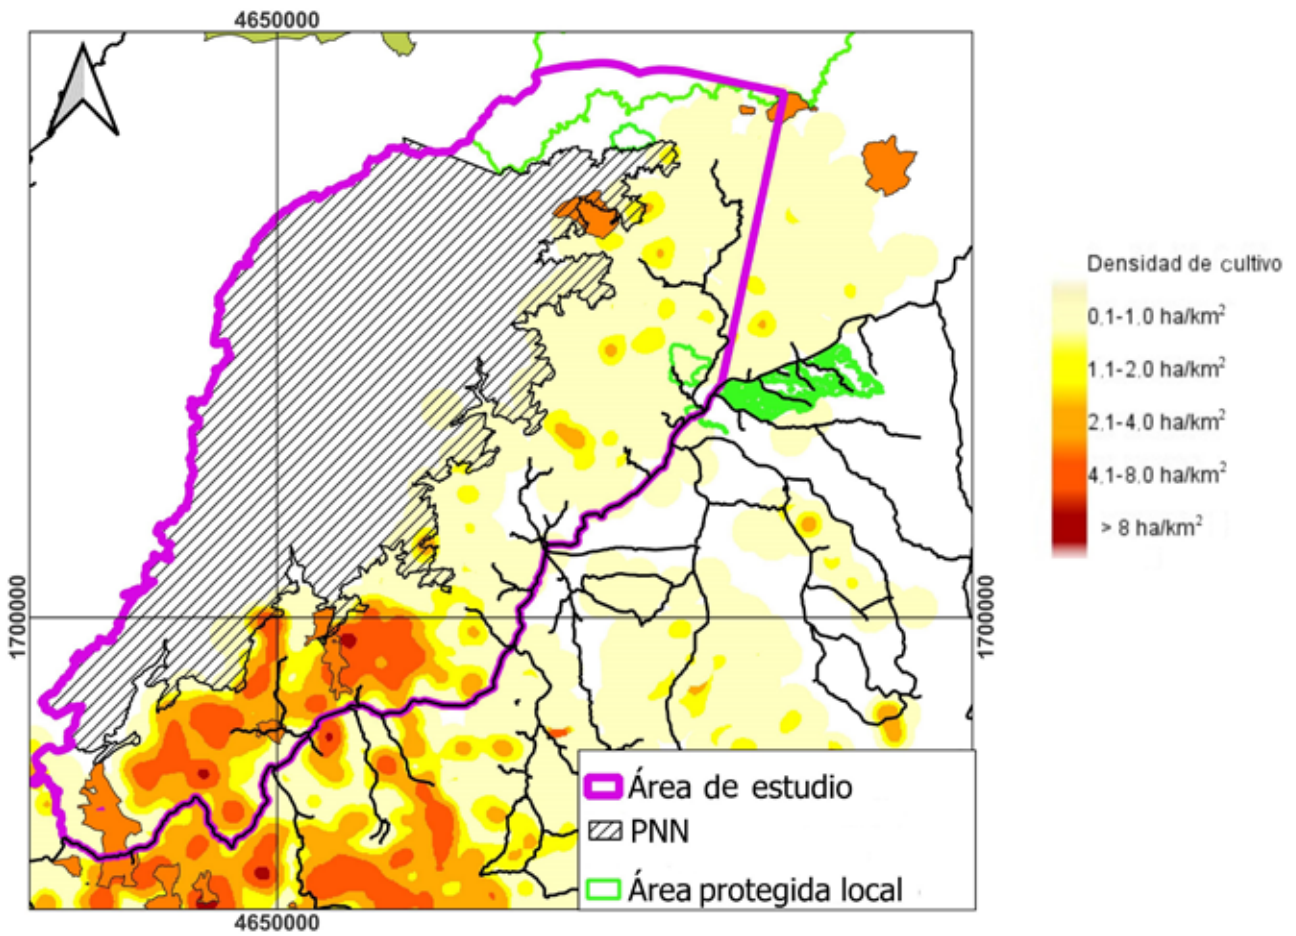 4650000
Densidad de cultivo
0,1-1.0 ha/km²
1.1-2.0 ha/km²
2,1-4.0 ha/km²
4.1-8.0 ha/km²
> 8 ha/km²
1700000
1700000
Área de estudio
PNN
Área protegida local
4650000